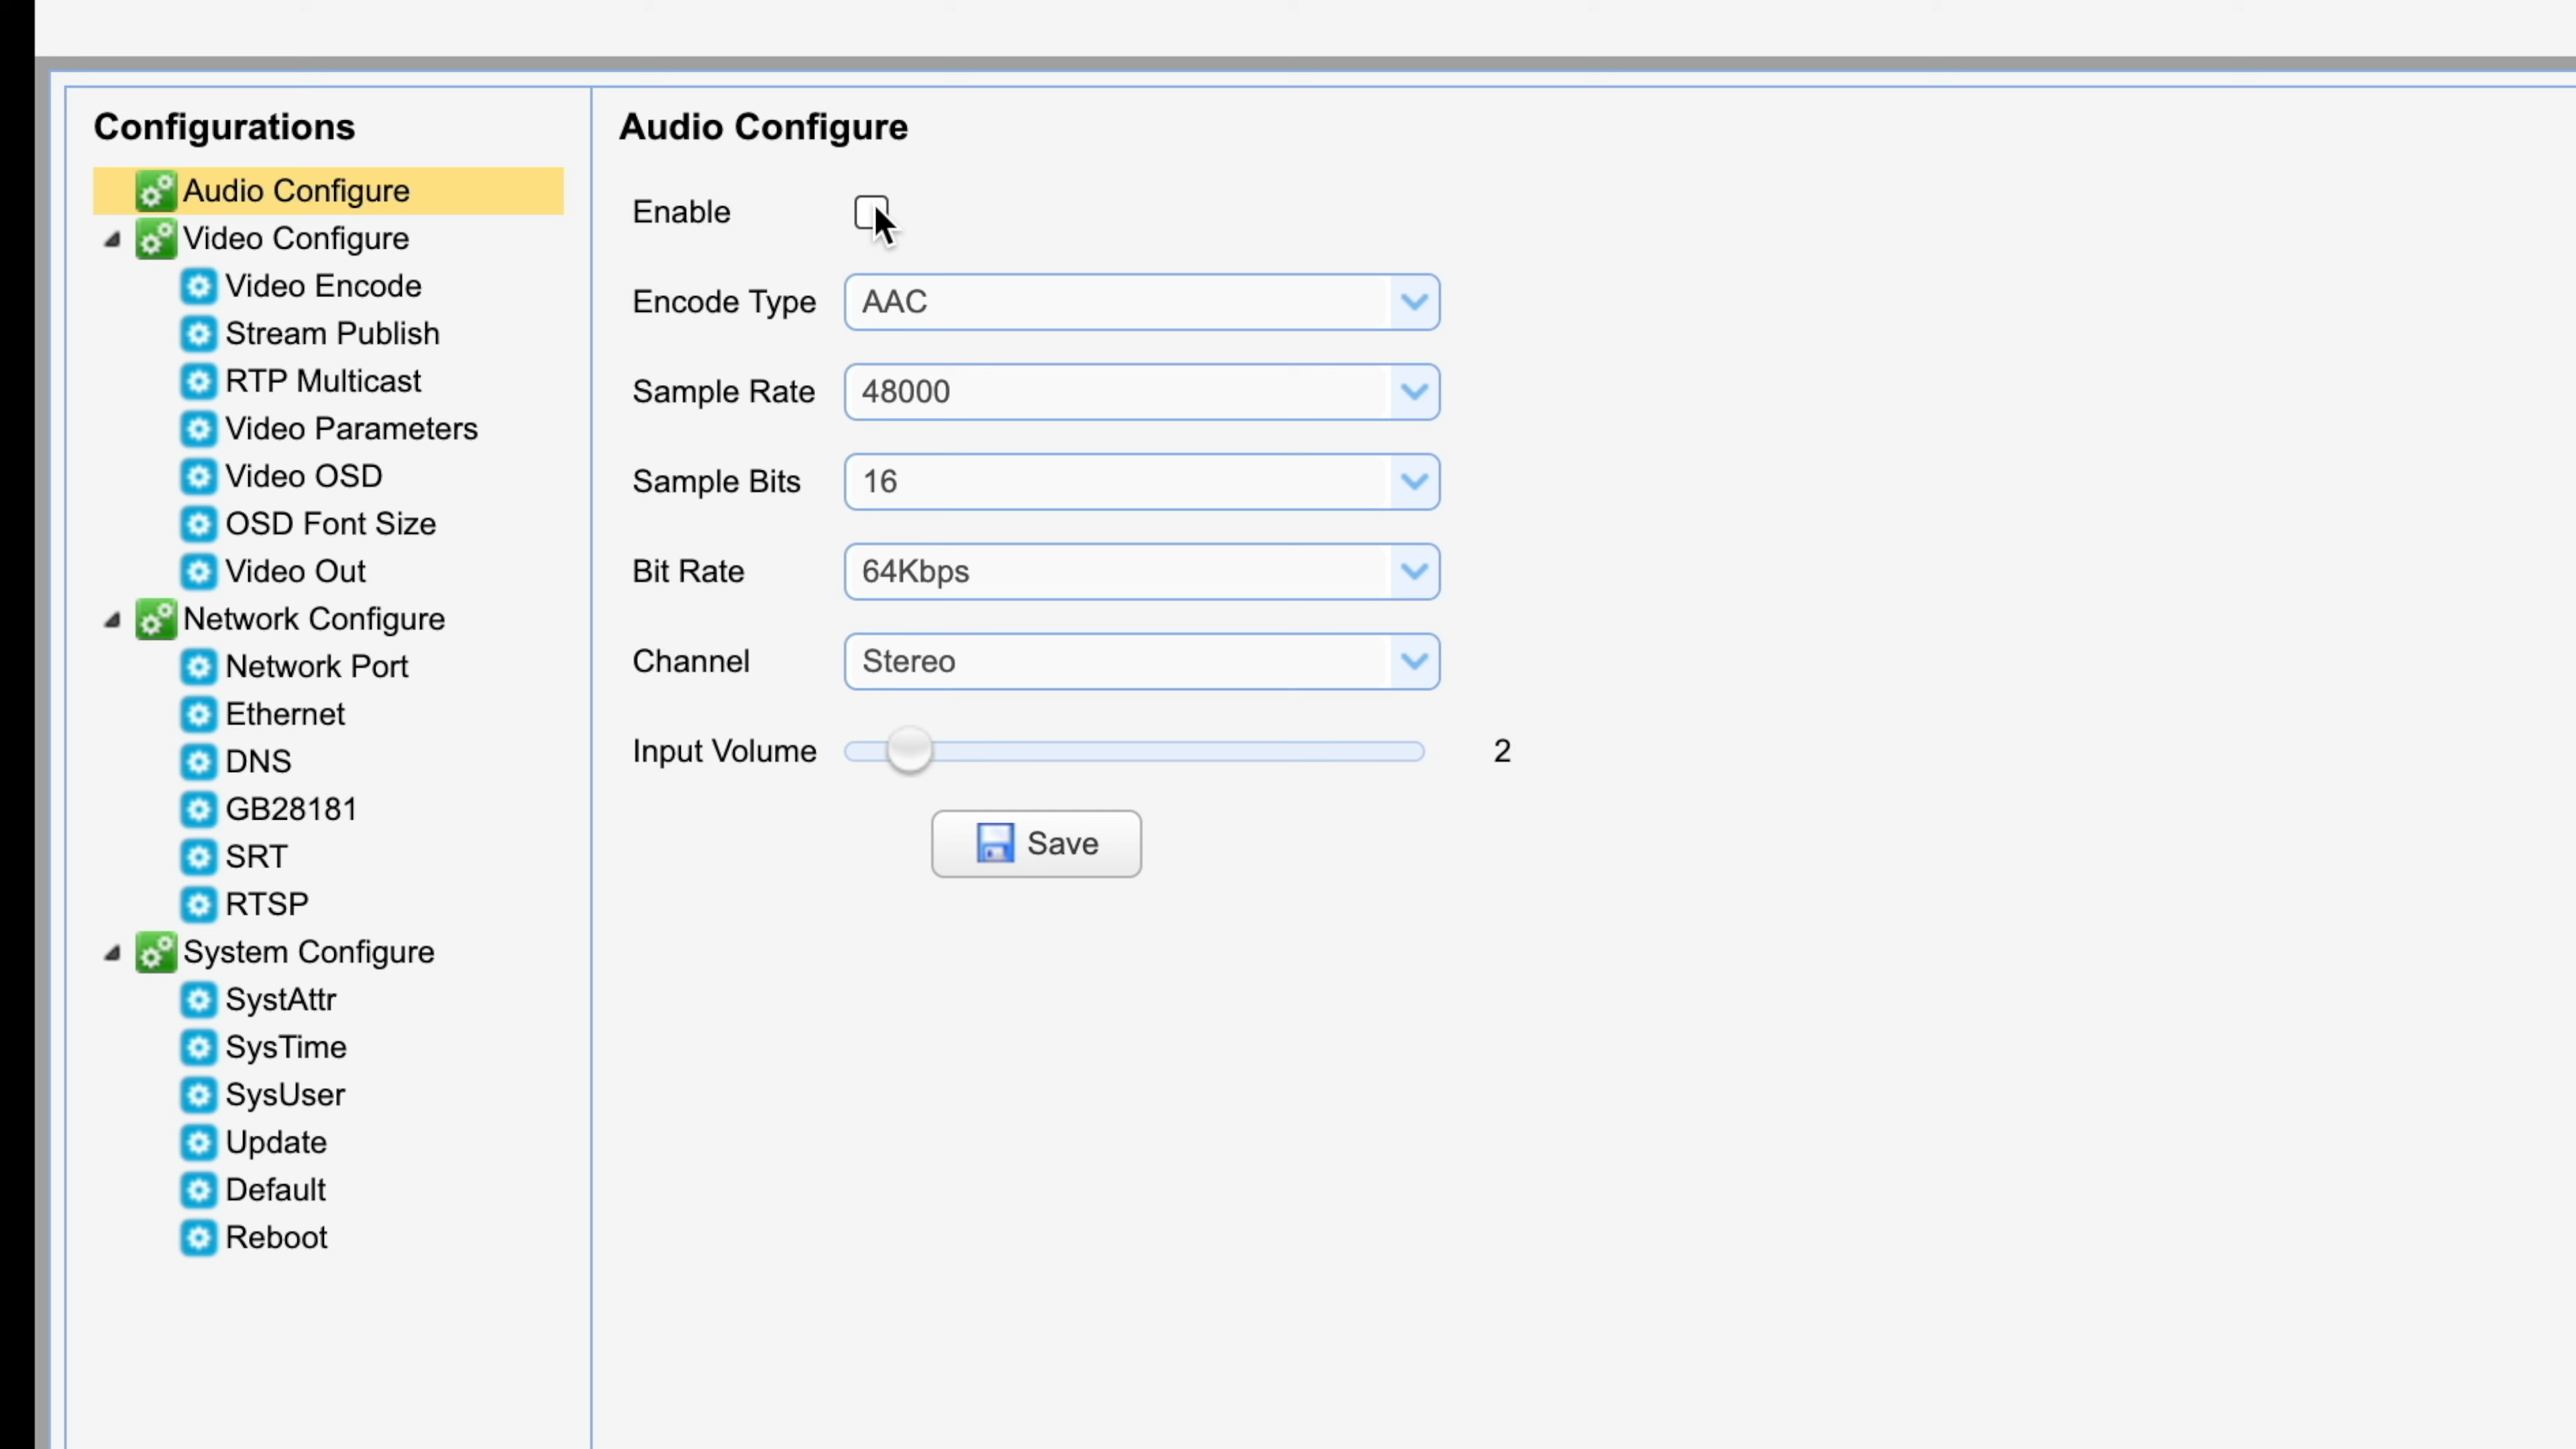 Configurations
Audio Configure
Video Configure
Video Encode
Stream Publish
RTP Multicast
Video Parameters
Video OSD
OSD Font Size
Video Out
Network Configure
Network Port
Ethernet
DNS
GB28181
SRT
RTSP
System Configure
SystAttr
SysTime
SysUser
Update
Default
Reboot
Audio Configure
Enable
Encode Type AAC
Sample Rate 48000
Sample Bits 16
Bit Rate 64Kbps
Channel Stereo
Input Volume 2
Save